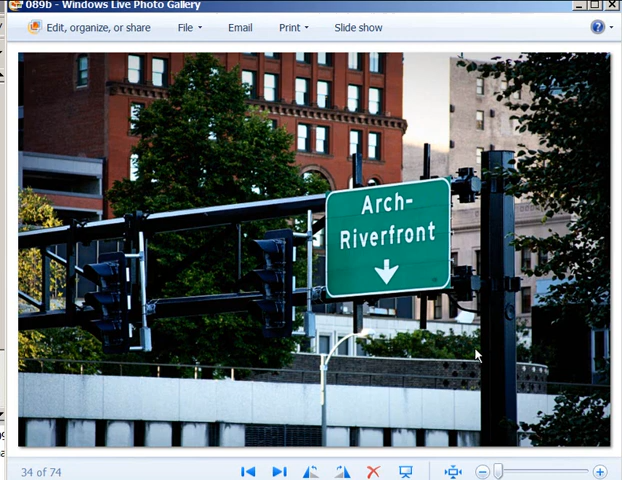 089b - Windows Live Photo Gallery
Edit, organize, or share File Email Print Slide show ?
Arch-
Riverfront
34 of 74